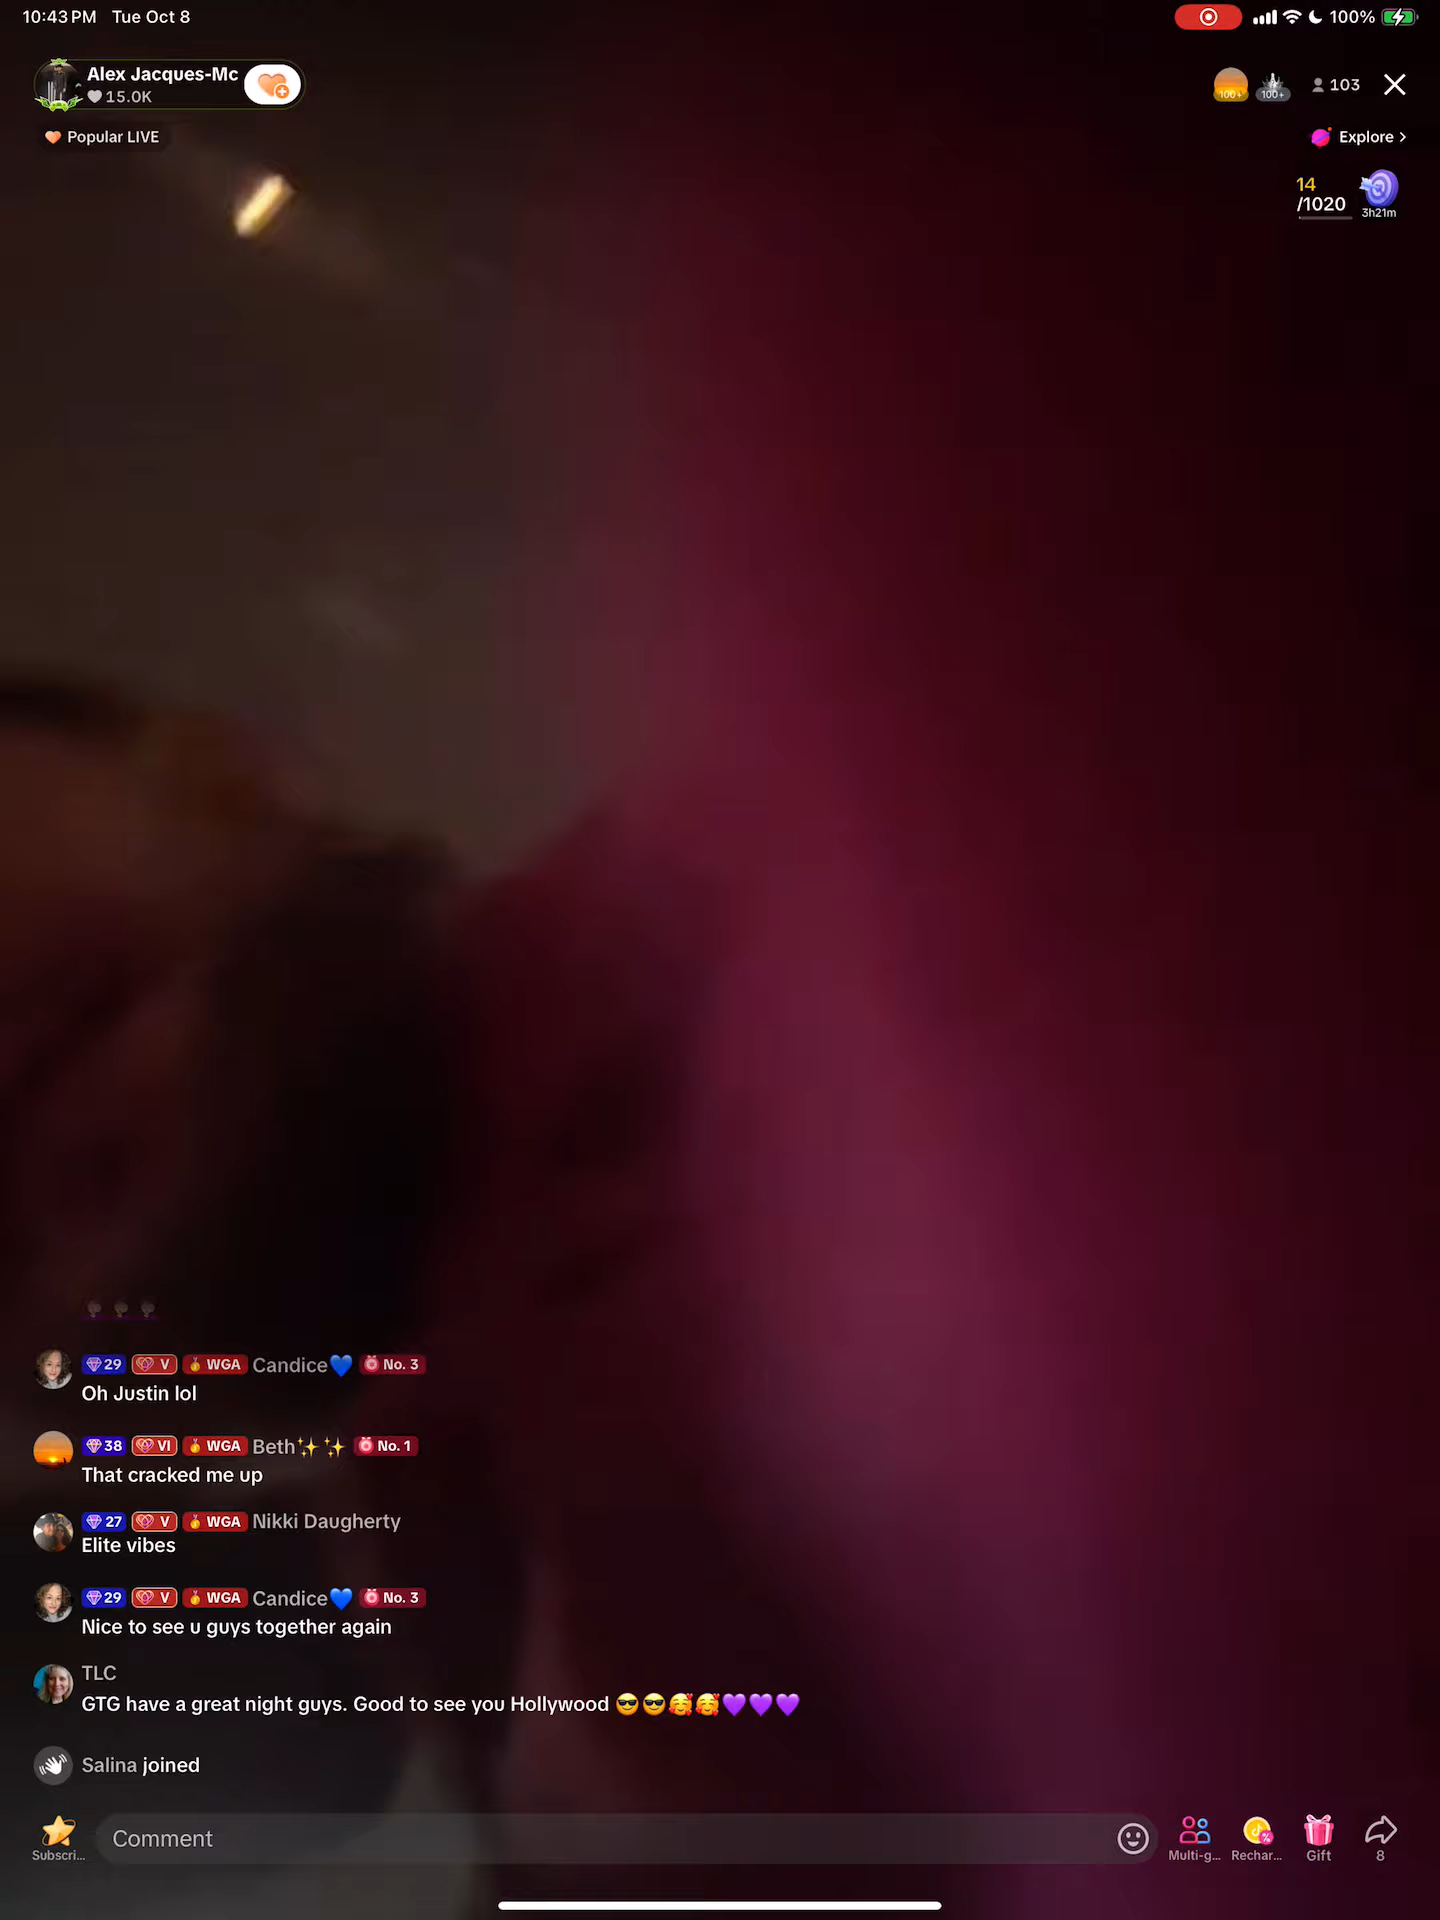 10:43 PM Tue Oct 8
100%
Alex Jacques-Mc
15.0K
100+
100+
103
Popular LIVE
Explore >
14
/1020
3h21m
29 V WGA Candice💙 No. 3
Oh Justin lol
38 VI WGA Beth✨✨ No. 1
That cracked me up
27 V WGA Nikki Daugherty
Elite vibes
29 V WGA Candice💙 No. 3
Nice to see u guys together again
TLC
GTG have a great night guys. Good to see you Hollywood 😎😎🥰🥰💜💜💜
Salina joined
Comment
Subscri...
Multi-g...
Rechar...
Gift
8